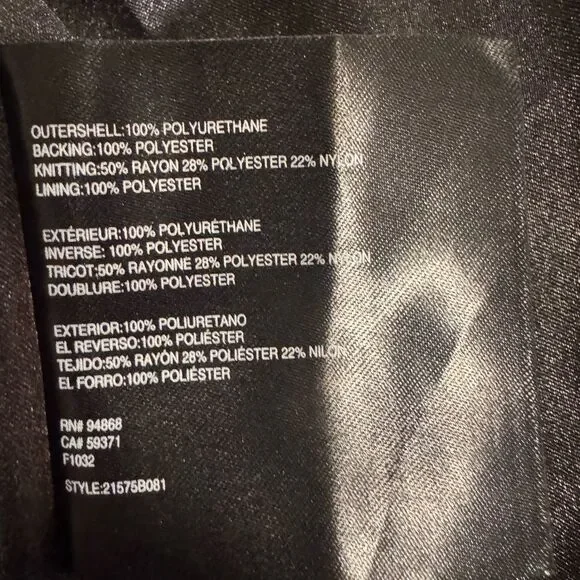 OUTERSHELL:100% POLYURETHANE
BACKING:100% POLYESTER
KNITTING:50% RAYON 28% POLYESTER 22% NYLON
LINING:100% POLYESTER
EXTÉRIEUR:100% POLYURÉTHANE
INVERSE: 100% POLYESTER
TRICOT:50% RAYONNE 28% POLYESTER 22% NYLON
DOUBLURE:100% POLYESTER
EXTERIOR:100% POLIURETANO
EL REVERSO:100% POLIÉSTER
TEJIDO:50% RAYÓN 28% POLIÉSTER 22% NILON
EL FORRO:100% POLIÉSTER
RN# 94868
CA# 59371
F1032
STYLE:21575B081